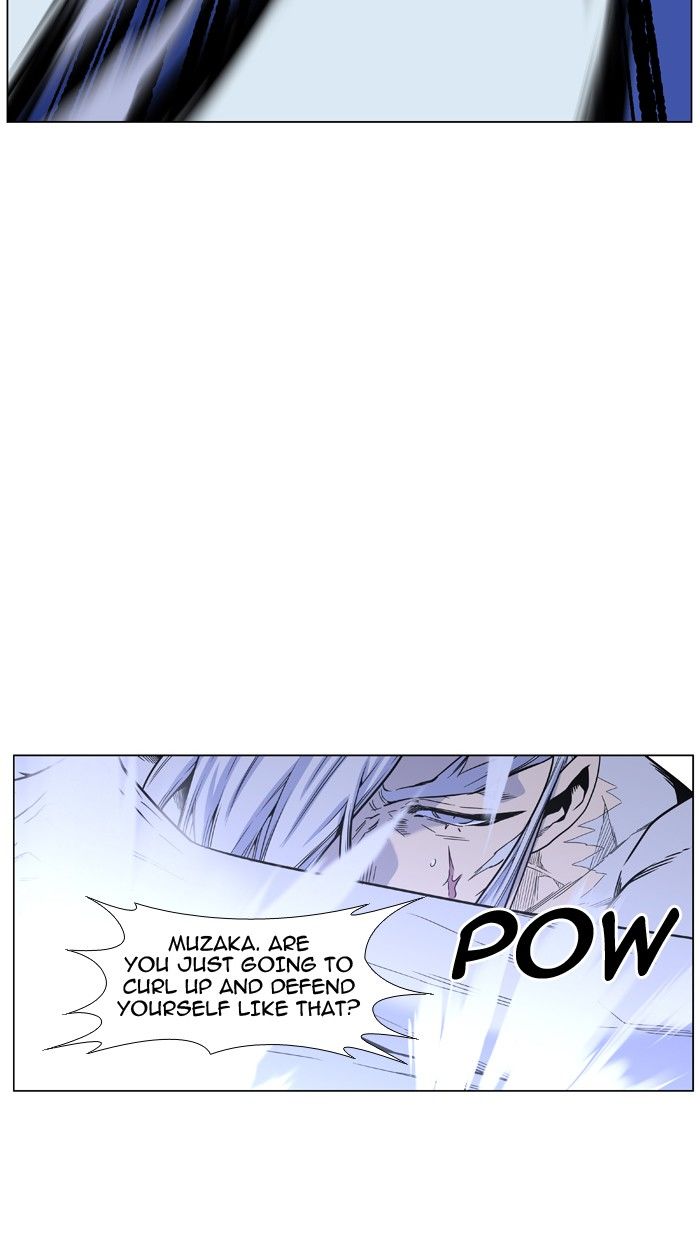 MUZAKA. ARE
YOU JUST GOING TO
CURL UP AND DEFEND
YOURSELF LIKE THAT?
POW